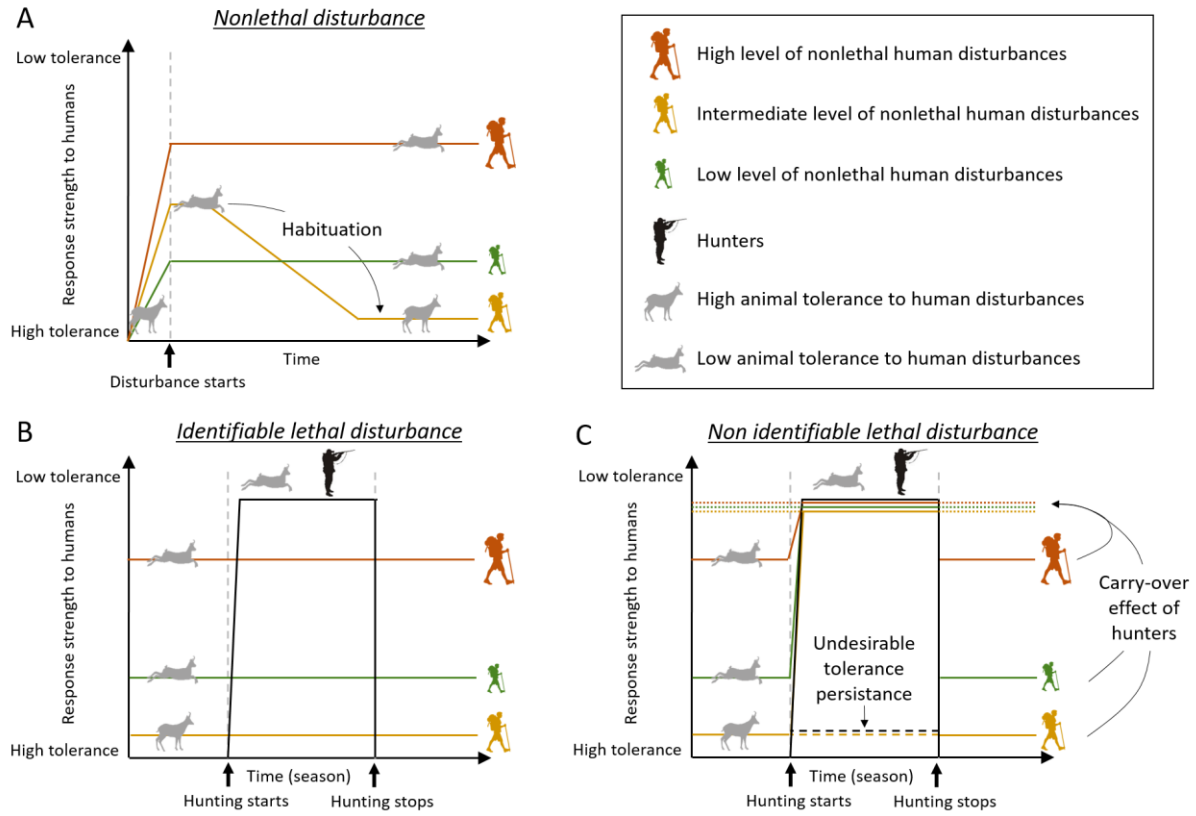 A
Nonlethal disturbance
Low tolerance
Response strength to humans
Habituation
High tolerance
Time
Disturbance starts
High level of nonlethal human disturbances
Intermediate level of nonlethal human disturbances
Low level of nonlethal human disturbances
Hunters
High animal tolerance to human disturbances
Low animal tolerance to human disturbances
B
Identifiable lethal disturbance
Low tolerance
Response strength to humans
High tolerance
Time (season)
Hunting starts
Hunting stops
C
Non identifiable lethal disturbance
Low tolerance
Response strength to humans
Carry-over
effect of
hunters
Undesirable
tolerance
persistance
High tolerance
Time (season)
Hunting starts
Hunting stops